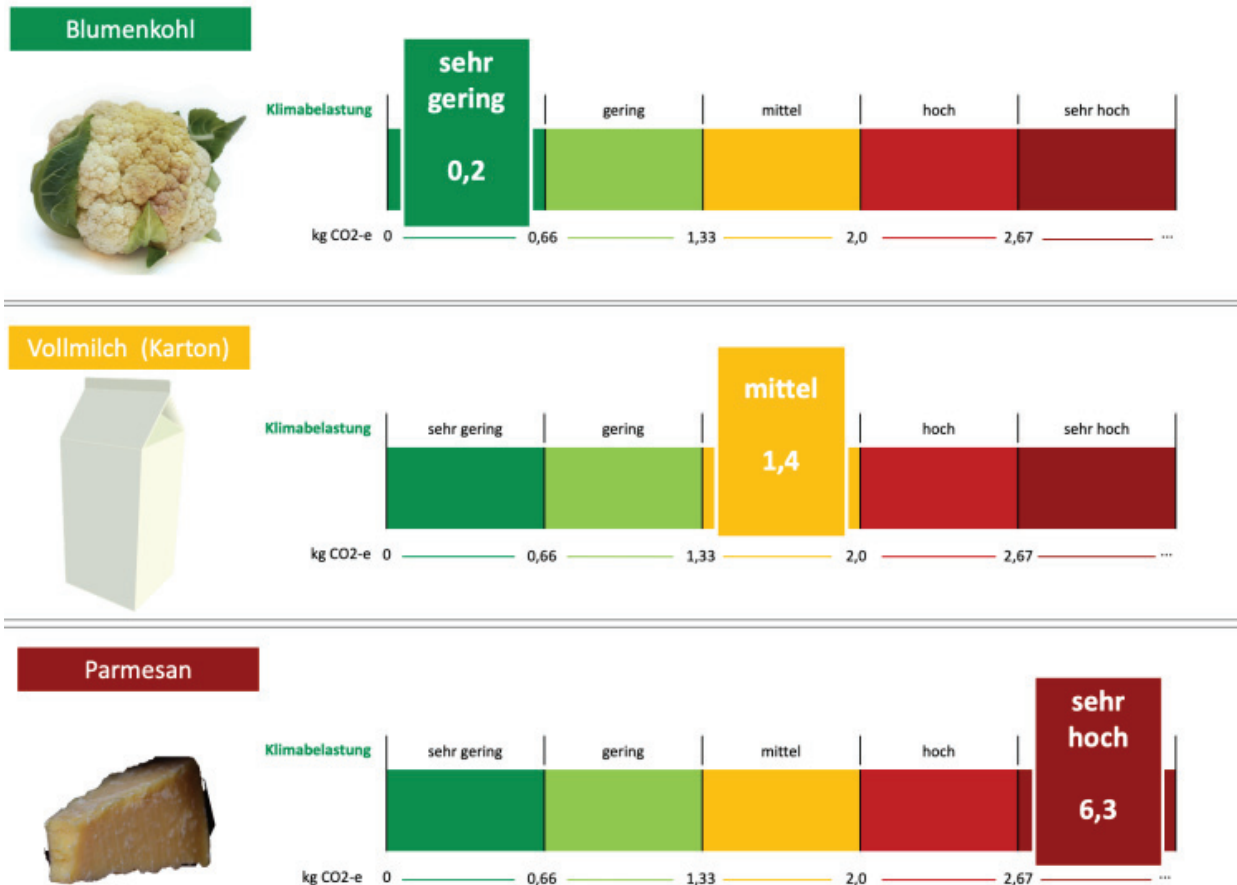 Blumenkohl
sehr
gering
0,2
Klimabelastung
gering
mittel
hoch
sehr hoch
kg CO2-e 0 0,66 1,33 2,0 2,67 ...
Vollmilch (Karton)
mittel
1,4
Klimabelastung
sehr gering
gering
hoch
sehr hoch
kg CO2-e 0 0,66 1,33 2,0 2,67 ...
Parmesan
sehr
hoch
6,3
Klimabelastung
sehr gering
gering
mittel
hoch
kg CO2-e 0 0,66 1,33 2,0 2,67 ...